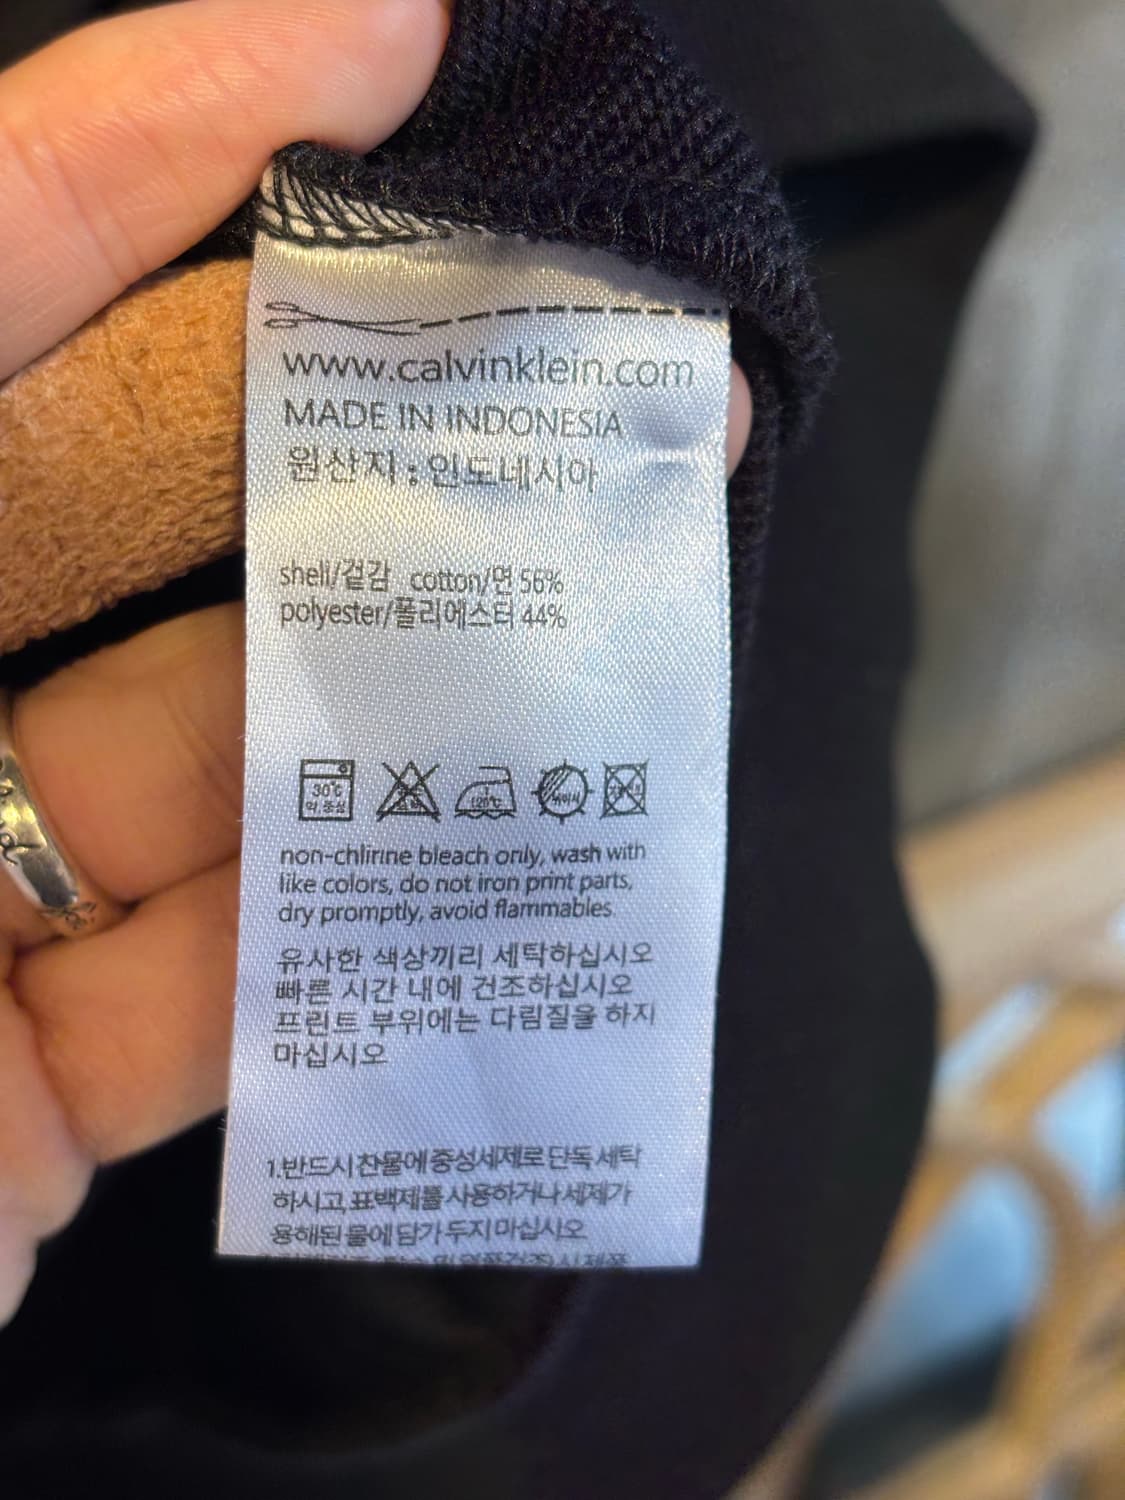 www.calvinklein.com
MADE IN INDONESIA
원산지 : 인도네시아
shell/겉감 cotton/면 56%
polyester/폴리에스터 44%
30°C
약 중성
120°C
non-chlirine bleach only, wash with
like colors, do not iron print parts,
dry promptly, avoid flammables.
유사한 색상끼리 세탁하십시오
빠른 시간 내에 건조하십시오
프린트 부위에는 다림질을 하지
마십시오
1.반드시 찬물에 중성세제로 단독 세탁
하시고, 표백제를 사용하거나 세제가
용해된 물에 담가 두지 마십시오